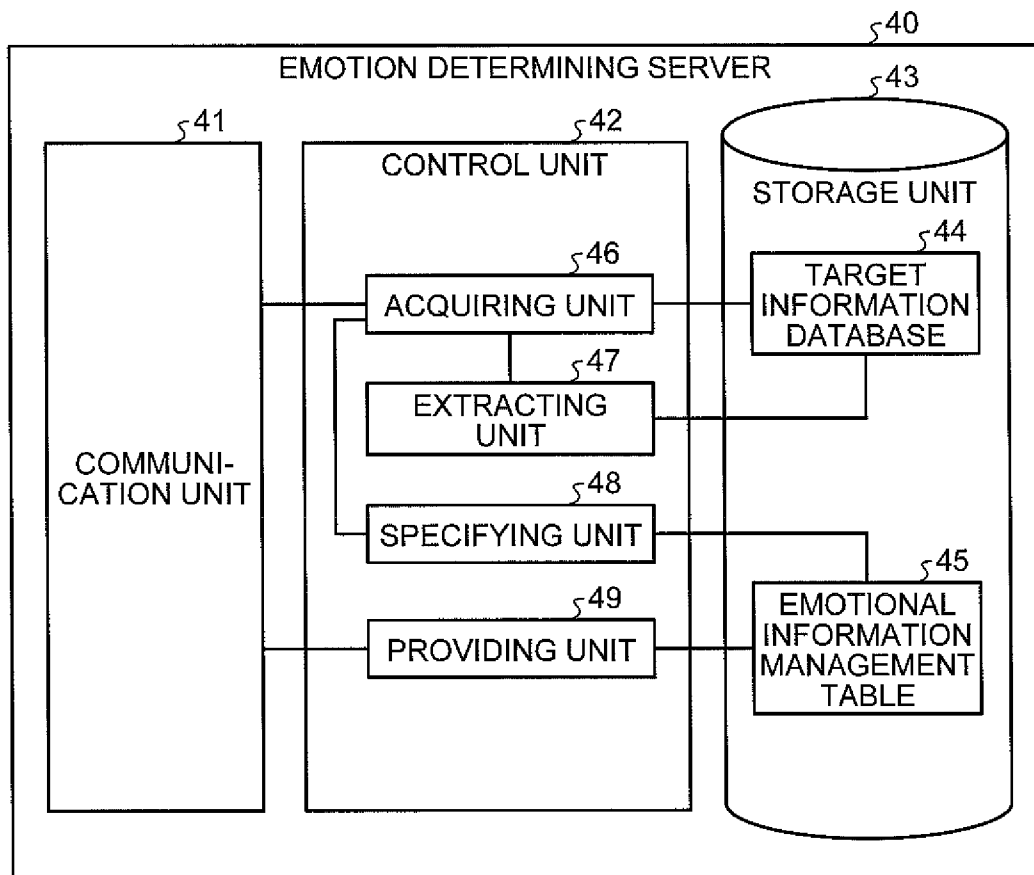 40
EMOTION DETERMINING SERVER
41
42
43
CONTROL UNIT
STORAGE UNIT
46
ACQUIRING UNIT
44
TARGET
INFORMATION
DATABASE
47
EXTRACTING
UNIT
COMMUNI-
CATION UNIT
48
SPECIFYING UNIT
45
EMOTIONAL
INFORMATION
MANAGEMENT
TABLE
49
PROVIDING UNIT